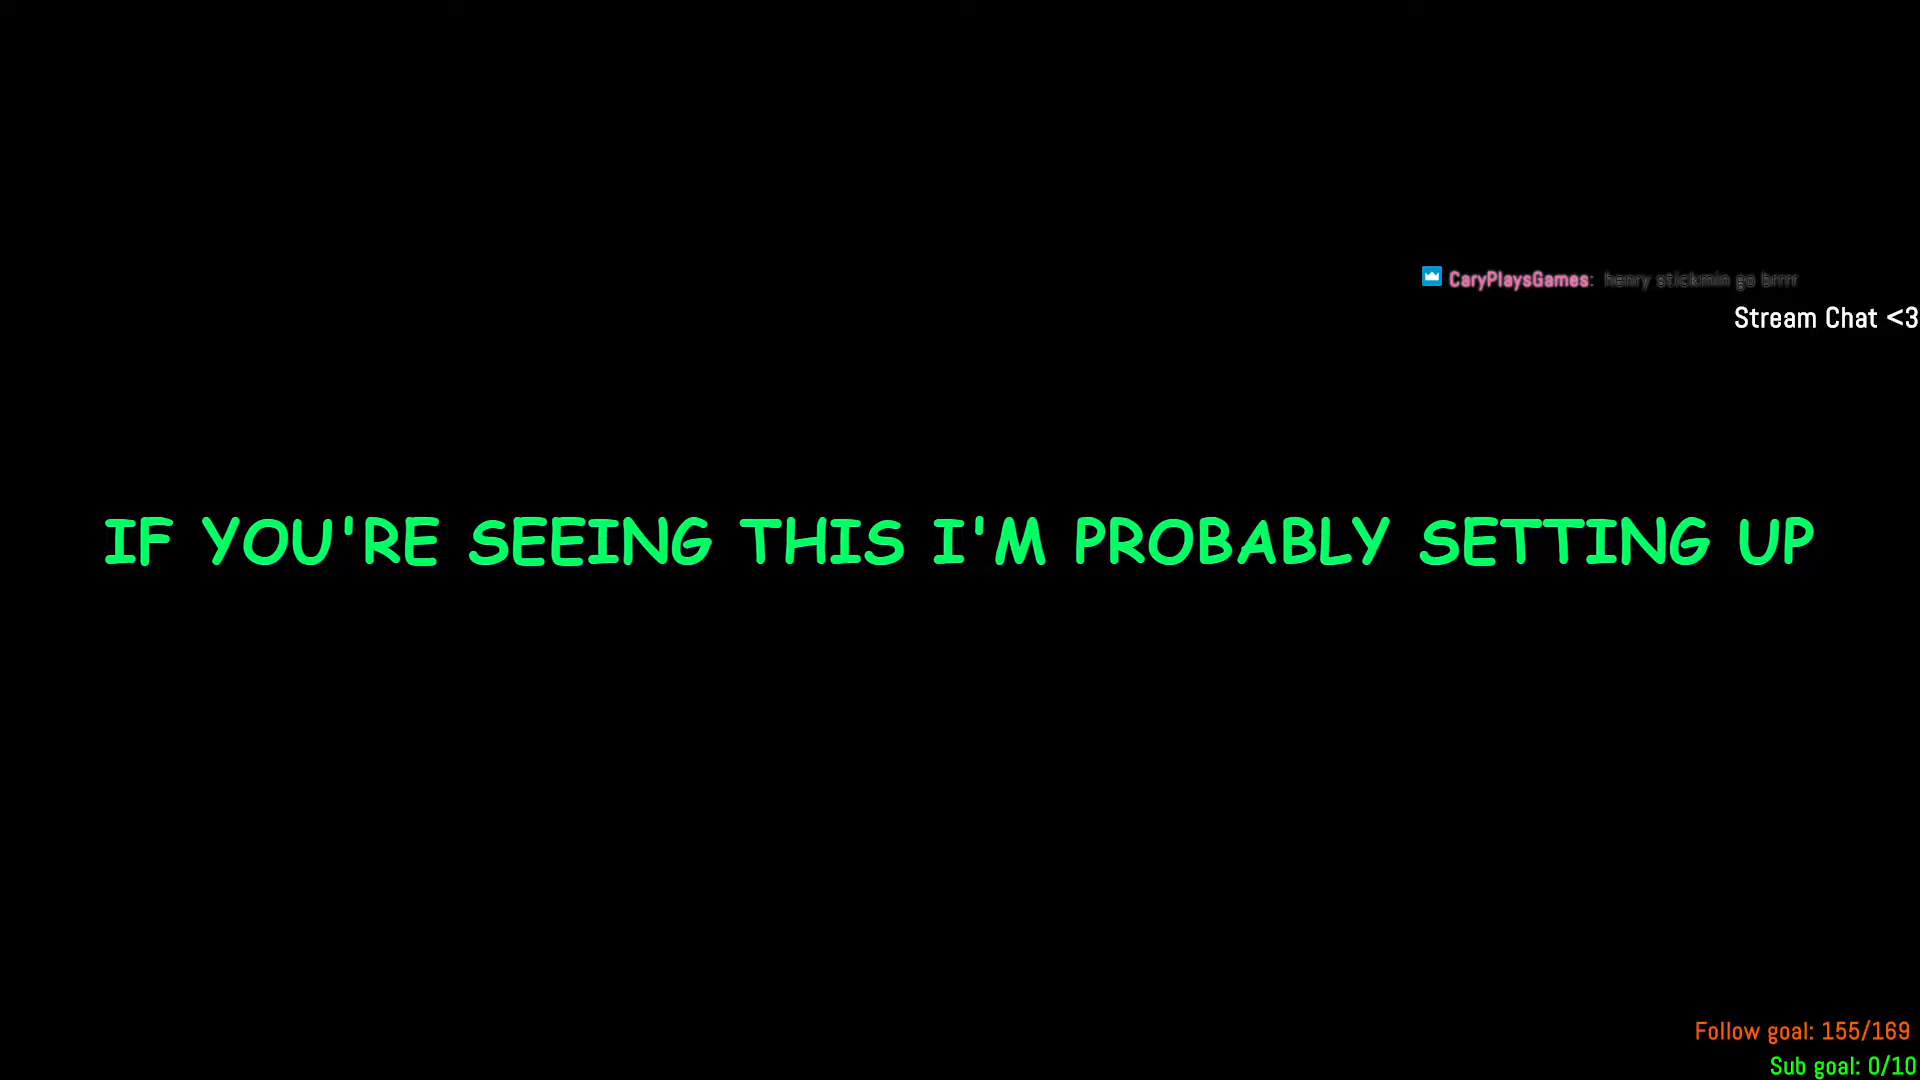 CaryPlaysGames: henry stickmin go brrrr
Stream Chat <3
IF YOU'RE SEEING THIS I'M PROBABLY SETTING UP
Follow goal: 155/169
Sub goal: 0/10